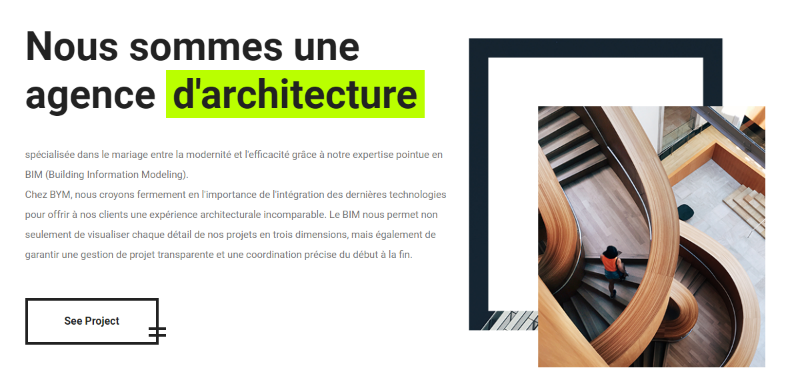 Nous sommes une
agence d'architecture
spécialisée dans le mariage entre la modernité et l'efficacité grâce à notre expertise pointue en
BIM (Building Information Modeling).
Chez BYM, nous croyons fermement en l'importance de l'intégration des dernières technologies
pour offrir à nos clients une expérience architecturale incomparable. Le BIM nous permet non
seulement de visualiser chaque détail de nos projets en trois dimensions, mais également de
garantir une gestion de projet transparente et une coordination précise du début à la fin.
See Project